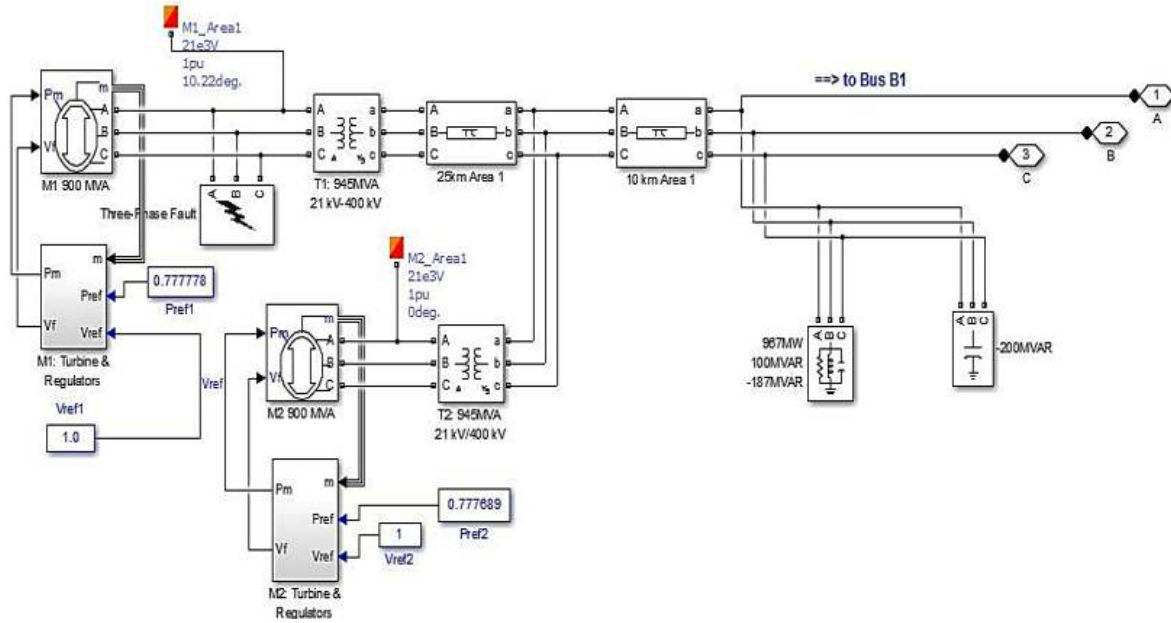 M1_Area1
21e3V
1pu
10.22deg.
==> to Bus B1
Pm
m
A
B
C
Vf
M1 900 MVA
A
B
C
a
b
c
T1: 945MVA
21 kV-400 kV
A
B
C
a
b
c
25km Area 1
A
B
C
a
b
c
10 km Area 1
1
A
2
B
3
C
A B C
Three-Phase Fault
Pm
Vf
m
Pref
Vref
M1: Turbine &
Regulators
0.777778
Pref1
Vref1
1.0
Vref
M2_Area1
21e3V
1pu
0deg.
Pm
m
A
B
C
Vf
M2 900 MVA
A
B
C
a
b
c
T2: 945MVA
21 kV/400 kV
A B C
967MW
100MVAR
-187MVAR
A B C
-200MVAR
Pm
Vf
m
Pref
Vref
M2: Turbine &
Regulators
0.777689
Pref2
1
Vref2